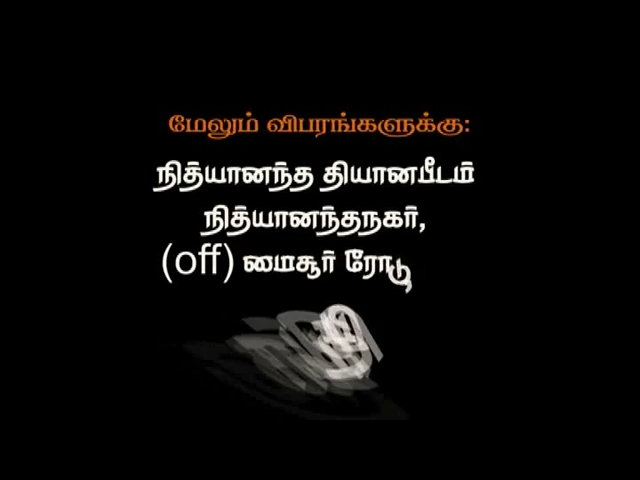 மேலும் விபரங்களுக்கு:
நித்யானந்த தியானபீடம்
நித்யானந்தநகர்,
(off) மைசூர் ரோடு